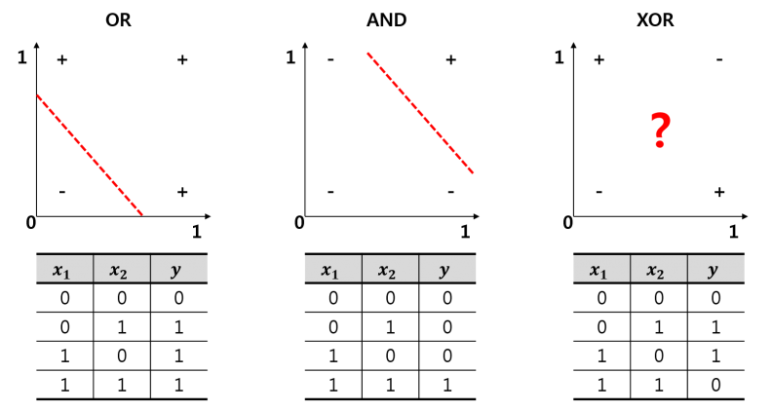 OR AND XOR
1 + + 1 - + 1 + -
?
- + - - - +
0 1 0 1 0 1
x₁ x₂ y x₁ x₂ y x₁ x₂ y
0 0 0 0 0 0 0 0 0
0 1 1 0 1 0 0 1 1
1 0 1 1 0 0 1 0 1
1 1 1 1 1 1 1 1 0